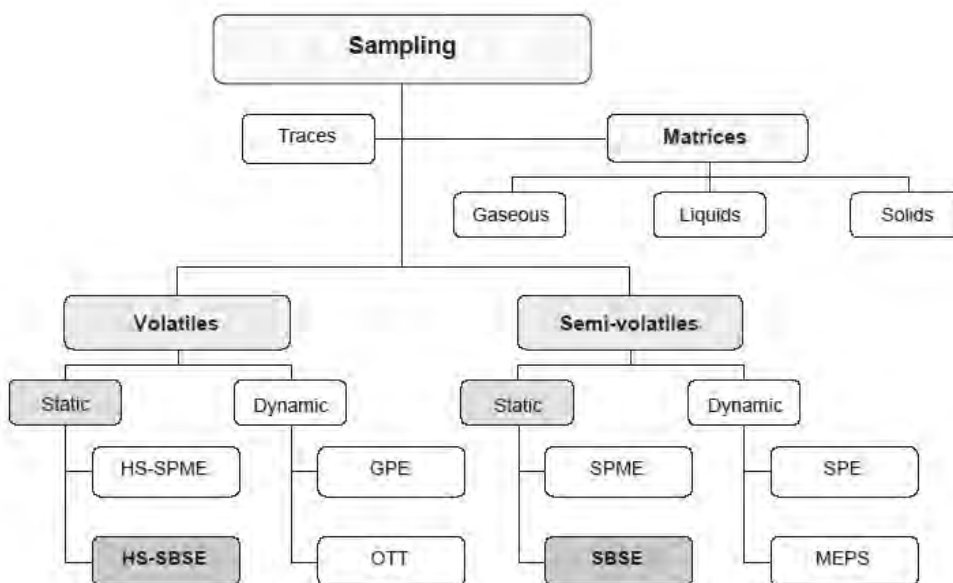 Sampling
Traces
Matrices
Gaseous
Liquids
Solids
Volatiles
Semi-volatiles
Static
Dynamic
Static
Dynamic
HS-SPME
GPE
SPME
SPE
HS-SBSE
OTT
SBSE
MEPS